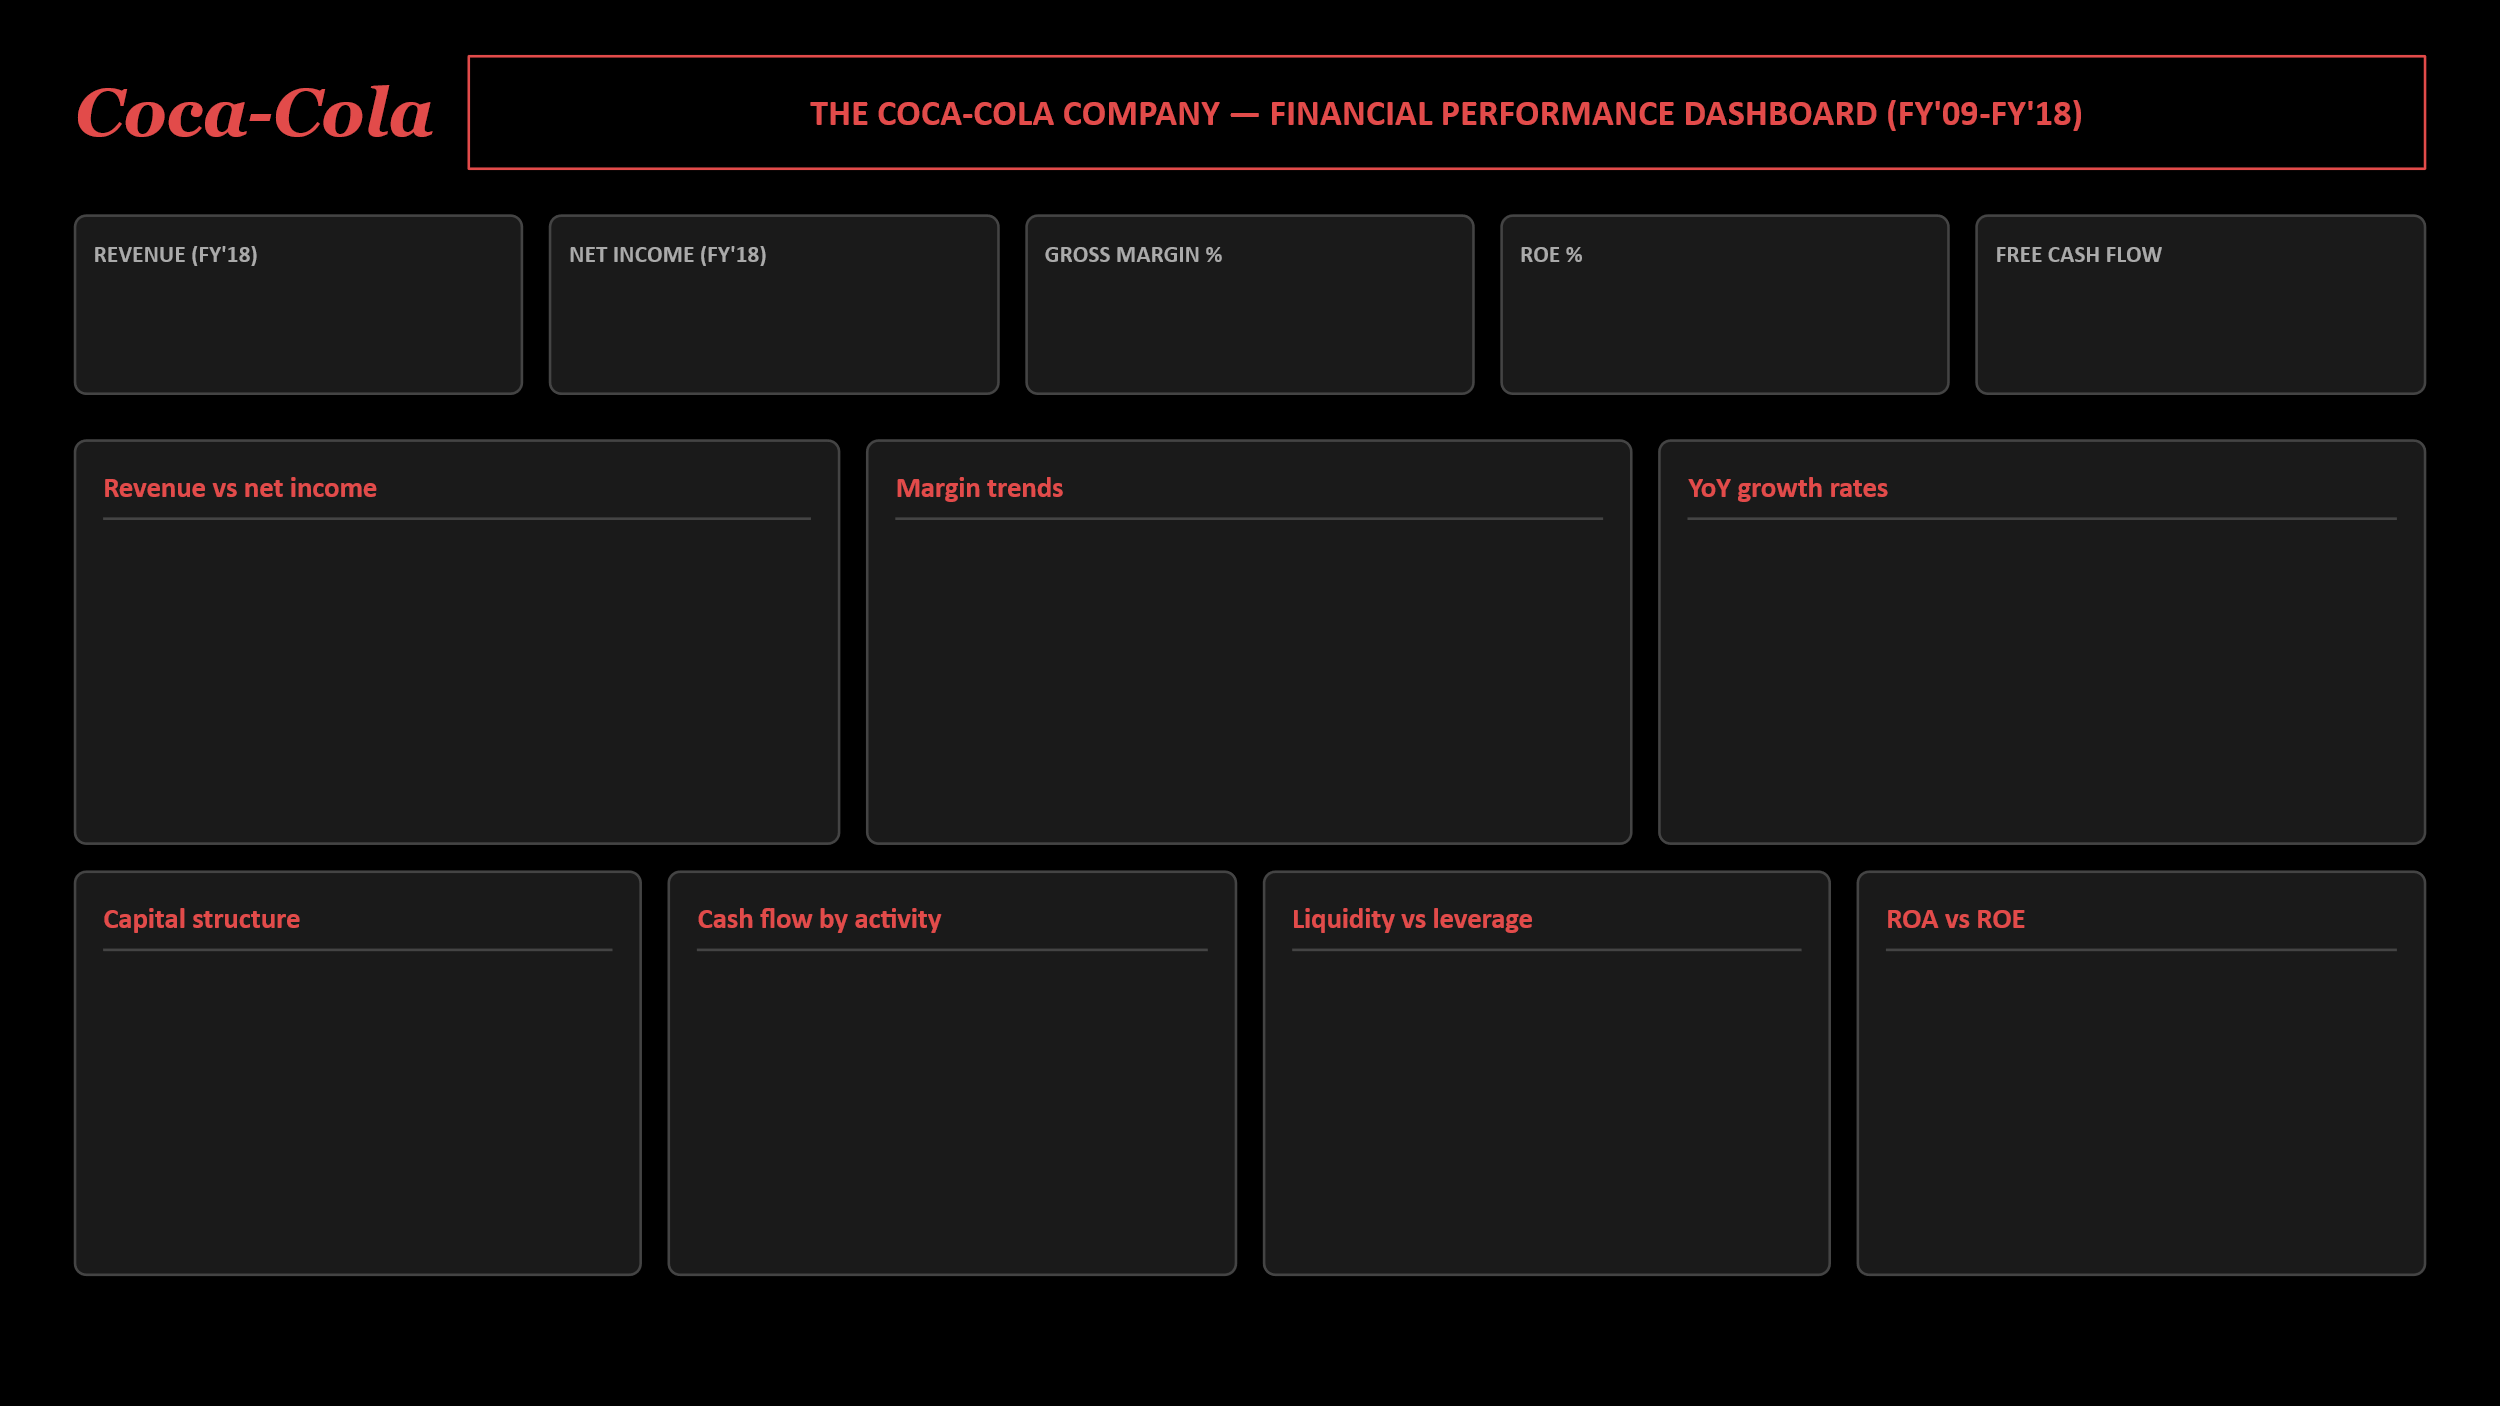 Coca-Cola
THE COCA-COLA COMPANY — FINANCIAL PERFORMANCE DASHBOARD (FY'09-FY'18)
REVENUE (FY'18)
NET INCOME (FY'18)
GROSS MARGIN %
ROE %
FREE CASH FLOW
Revenue vs net income
Margin trends
YoY growth rates
Capital structure
Cash flow by activity
Liquidity vs leverage
ROA vs ROE